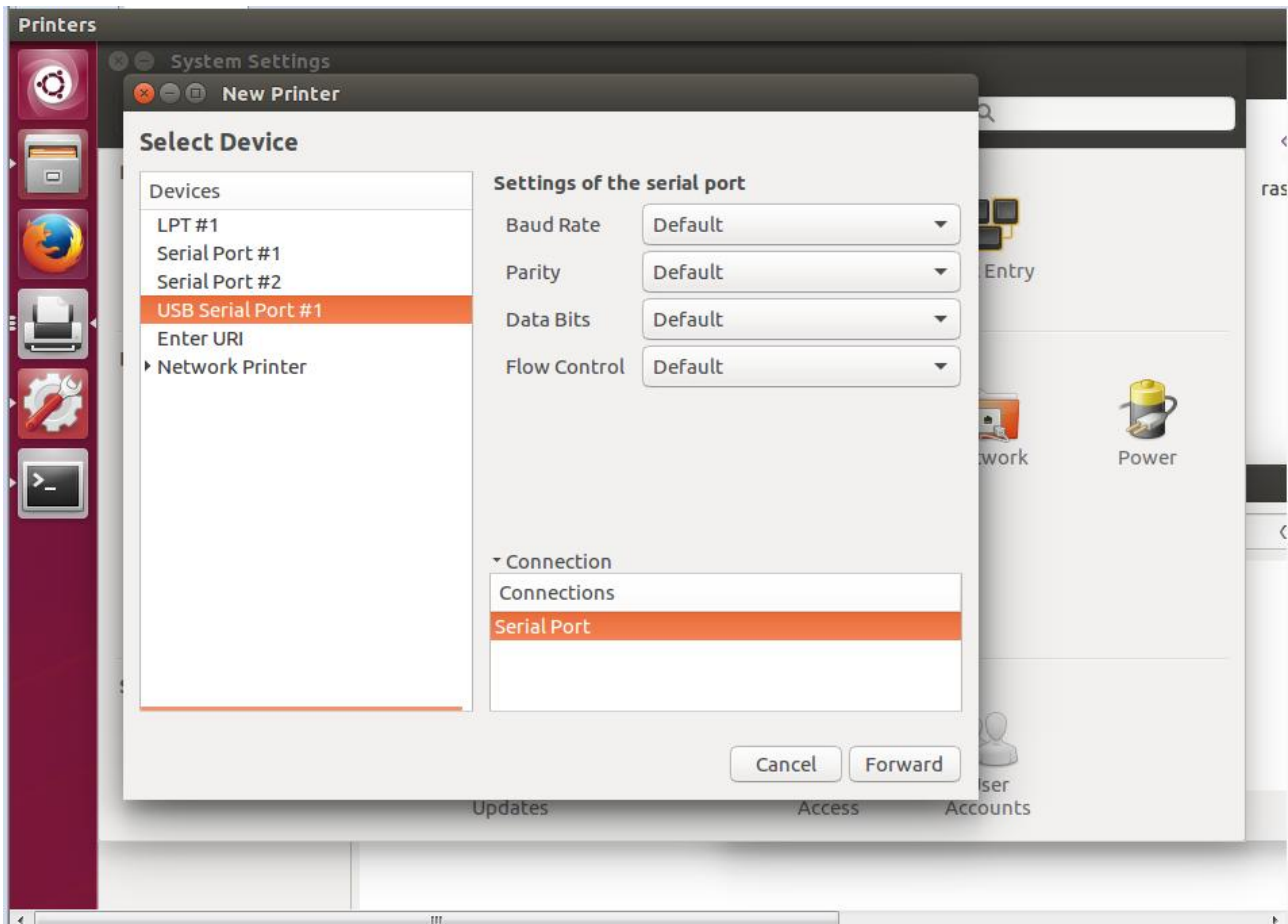 Printers
System Settings
New Printer
Select Device
Devices
LPT #1
Serial Port #1
Serial Port #2
USB Serial Port #1
Enter URI
Network Printer
Settings of the serial port
Baud Rate Default
Parity Default
Data Bits Default
Flow Control Default
Connection
Connections
Serial Port
Cancel Forward
Entry
ras
work
Power
Updates
Access
ser
Accounts